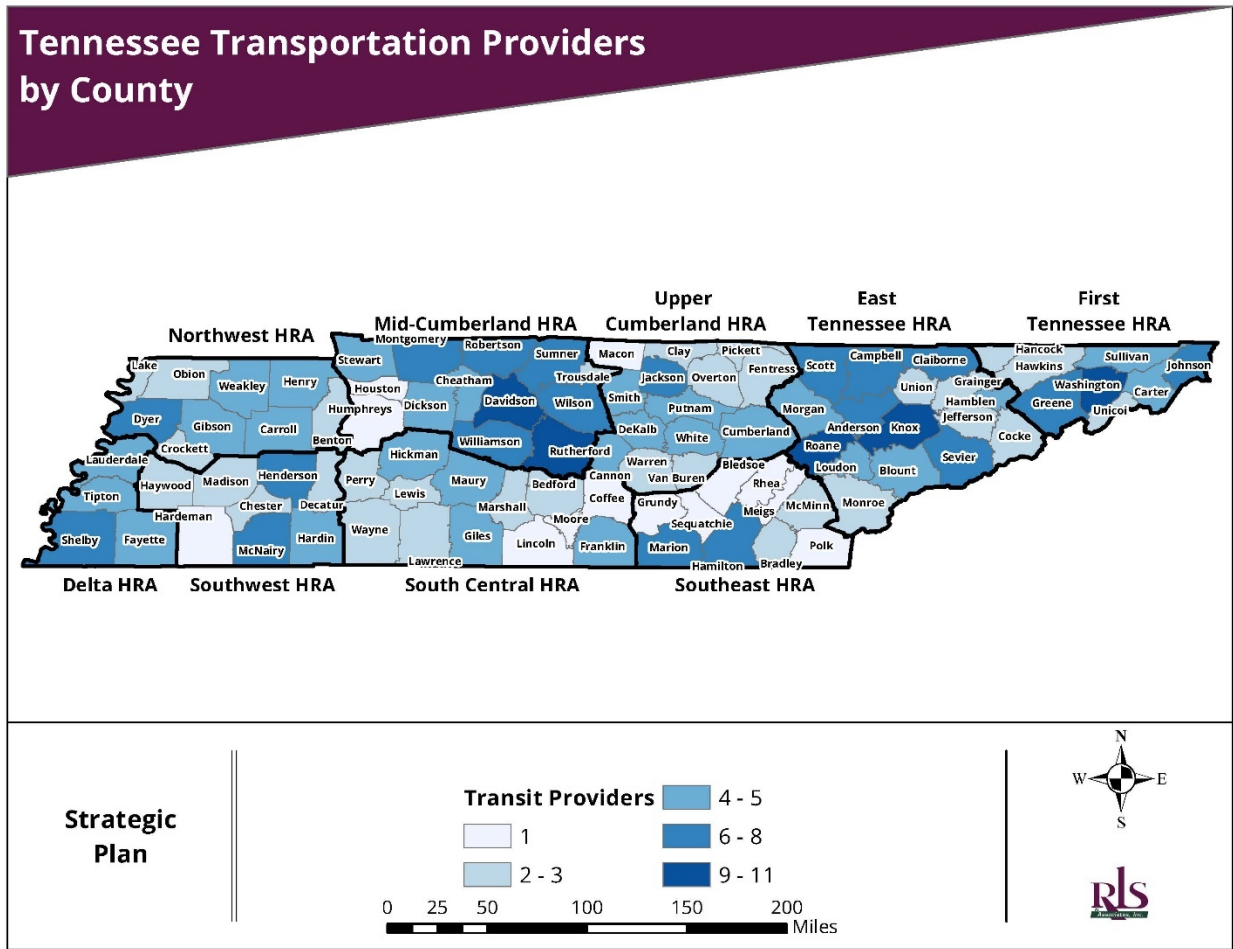 Tennessee Transportation Providers
by County
Northwest HRA
Mid-Cumberland HRA
Upper
Cumberland HRA
East
Tennessee HRA
First
Tennessee HRA
Lake
Obion
Weakley
Henry
Dyer
Gibson
Carroll
Benton
Crockett
Stewart
Montgomery
Robertson
Sumner
Trousdale
Houston
Cheatham
Humphreys
Dickson
Davidson
Wilson
Williamson
Rutherford
Macon
Clay
Pickett
Fentress
Smith
Jackson
Overton
Putnam
DeKalb
White
Cumberland
Cannon
Warren
Van Buren
Scott
Campbell
Claiborne
Union
Grainger
Hamblen
Jefferson
Morgan
Anderson
Knox
Roane
Loudon
Blount
Sevier
Cocke
Monroe
Hancock
Hawkins
Sullivan
Johnson
Washington
Carter
Greene
Unicoi
Lauderdale
Tipton
Shelby
Fayette
Haywood
Madison
Henderson
Chester
Decatur
Hardeman
McNairy
Hardin
Perry
Hickman
Maury
Lewis
Marshall
Bedford
Coffee
Moore
Wayne
Lawrence
Giles
Lincoln
Franklin
Bledsoe
Rhea
Grundy
Meigs
McMinn
Sequatchie
Marion
Hamilton
Bradley
Polk
Delta HRA
Southwest HRA
South Central HRA
Southeast HRA
Strategic
Plan
Transit Providers
1
2 - 3
4 - 5
6 - 8
9 - 11
0 25 50 100 150 200
Miles
N
W E
S
RLS
& Associates, Inc.